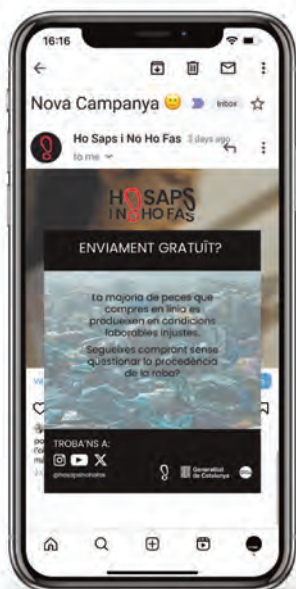 16:16
Nova Campanya
Inbox
Ho Saps i No Ho Fas 3 days ago
to me
HO SAPS
I NO HO FAS
ENVIAMENT GRATUÏT?
La majoria de peces que
compres en línia es
produeixen en condicions
laborables injustes.
Segueixes comprant sense
qüestionar la procedència
de la roba?
TROBA'NS A:
@hosapsinohofas
Generalitat
de Catalunya